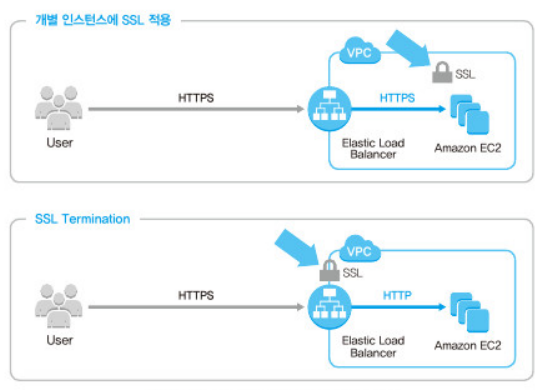 개별 인스턴스에 SSL 적용
VPC
SSL
HTTPS
HTTPS
User
Elastic Load
Balancer
Amazon EC2
SSL Termination
VPC
SSL
HTTPS
HTTP
User
Elastic Load
Balancer
Amazon EC2